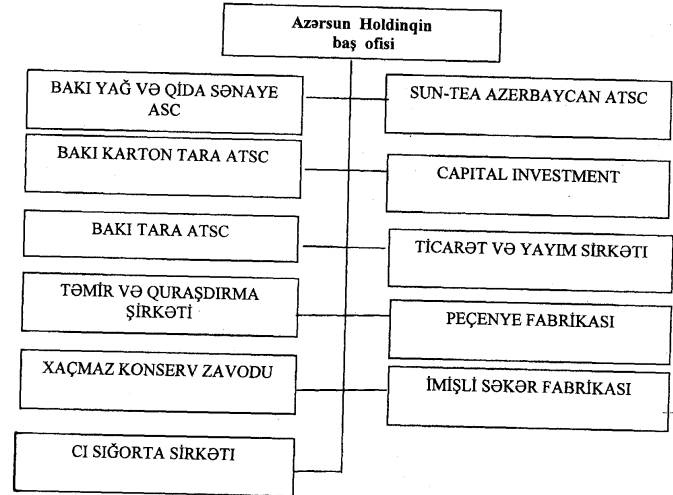 Azərsun Holdinqin
baş ofisi
BAKI YAĞ VƏ QİDA SƏNAYE
ASC
SUN-TEA AZERBAYCAN ATSC
BAKI KARTON TARA ATSC
CAPITAL INVESTMENT
BAKI TARA ATSC
TİCARƏT VƏ YAYIM SİRKƏTI
TƏMİR VƏ QURAŞDIRMA
ŞİRKƏTİ
PEÇENYE FABRİKASI
XAÇMAZ KONSERV ZAVODU
İMİŞLİ SƏKƏR FABRIKASI
CI SIĞORTA SİRKƏTI